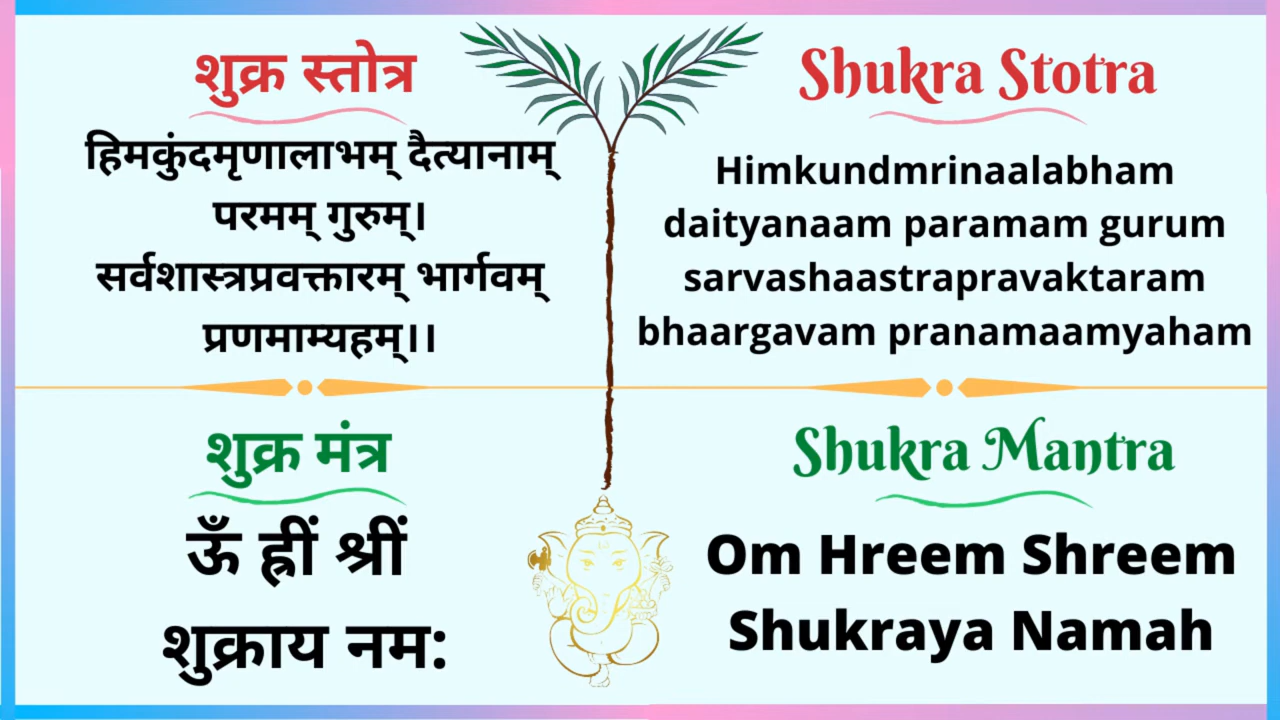 शुक्र स्तोत्र
हिमकुंदमृणालाभम् दैत्यानाम्
परमम् गुरुम्।
सर्वशास्त्रप्रवक्तारम् भार्गवम्
प्रणमाम्यहम्।।
Shukra Stotra
Himkundmrinaalabham
daityanaam paramam gurum
sarvashaastrapravaktaram
bhaargavam pranamaamyaham
शुक्र मंत्र
ऊँ ह्रीं श्रीं
शुक्राय नम:
Shukra Mantra
Om Hreem Shreem
Shukraya Namah